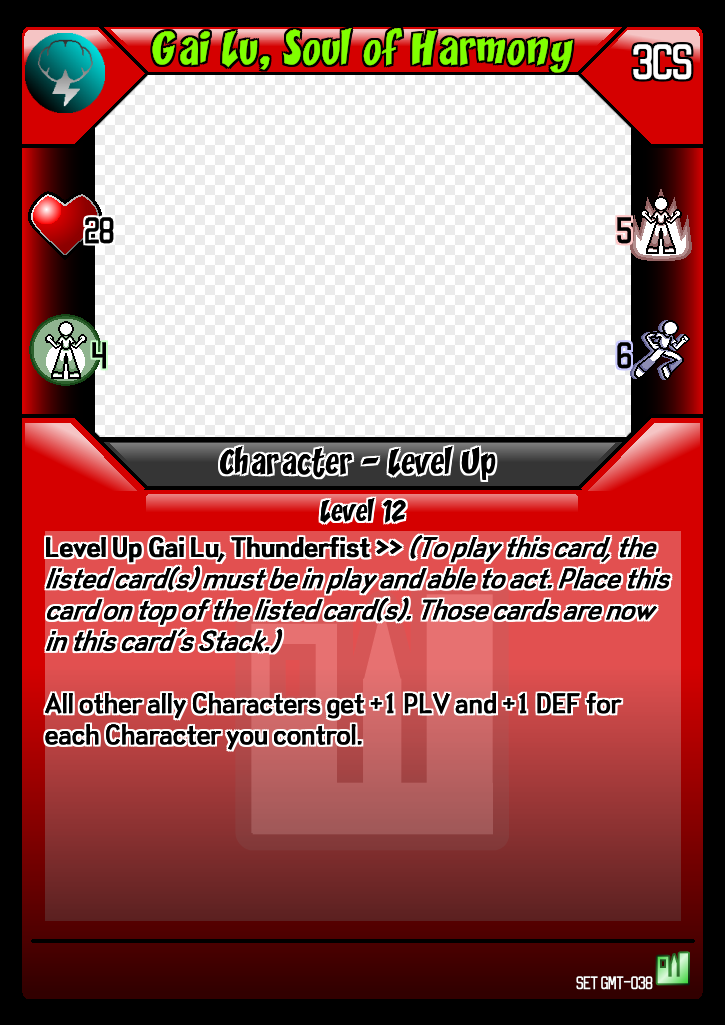 Gai Lu, Soul of Harmony
3CS
28
5
4
6
Character - Level Up
Level 12
Level Up Gai Lu, Thunderfist >> (To play this card, the
listed card(s) must be in play and able to act. Place this
card on top of the listed card(s). Those cards are now
in this card's Stack.)
All other ally Characters get +1 PLV and +1 DEF for
each Character you control.
SET GMT-038